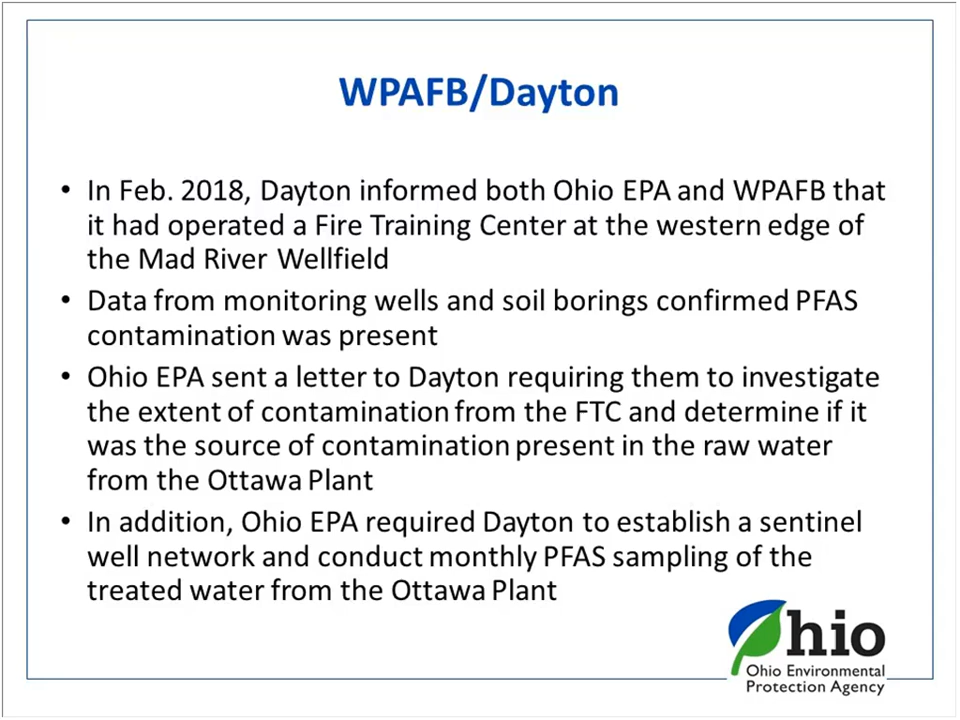 WPAFB/Dayton
• In Feb. 2018, Dayton informed both Ohio EPA and WPAFB that
it had operated a Fire Training Center at the western edge of
the Mad River Wellfield
• Data from monitoring wells and soil borings confirmed PFAS
contamination was present
• Ohio EPA sent a letter to Dayton requiring them to investigate
the extent of contamination from the FTC and determine if it
was the source of contamination present in the raw water
from the Ottawa Plant
• In addition, Ohio EPA required Dayton to establish a sentinel
well network and conduct monthly PFAS sampling of the
treated water from the Ottawa Plant
Ohio
Ohio Environmental
Protection Agency